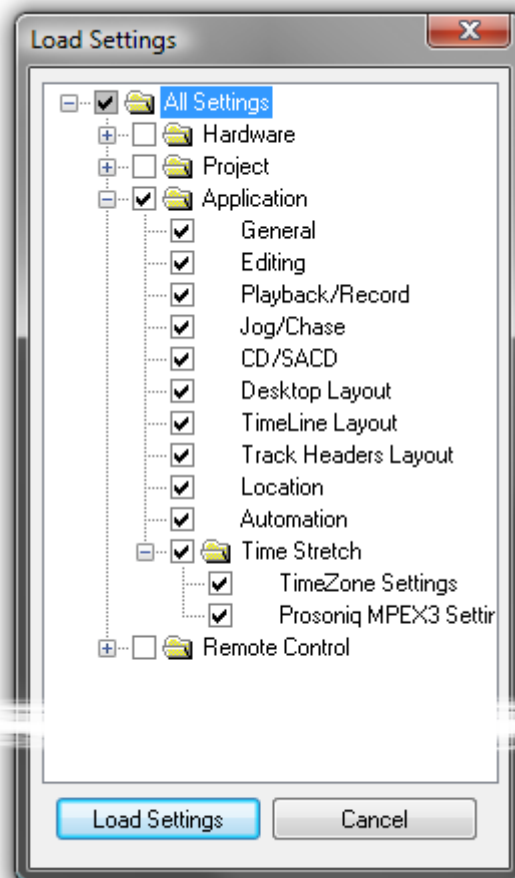 Load Settings
All Settings
Hardware
Project
Application
General
Editing
Playback/Record
Jog/Chase
CD/SACD
Desktop Layout
TimeLine Layout
Track Headers Layout
Location
Automation
Time Stretch
TimeZone Settings
Prosoniq MPEX3 Settir
Remote Control
Load Settings Cancel